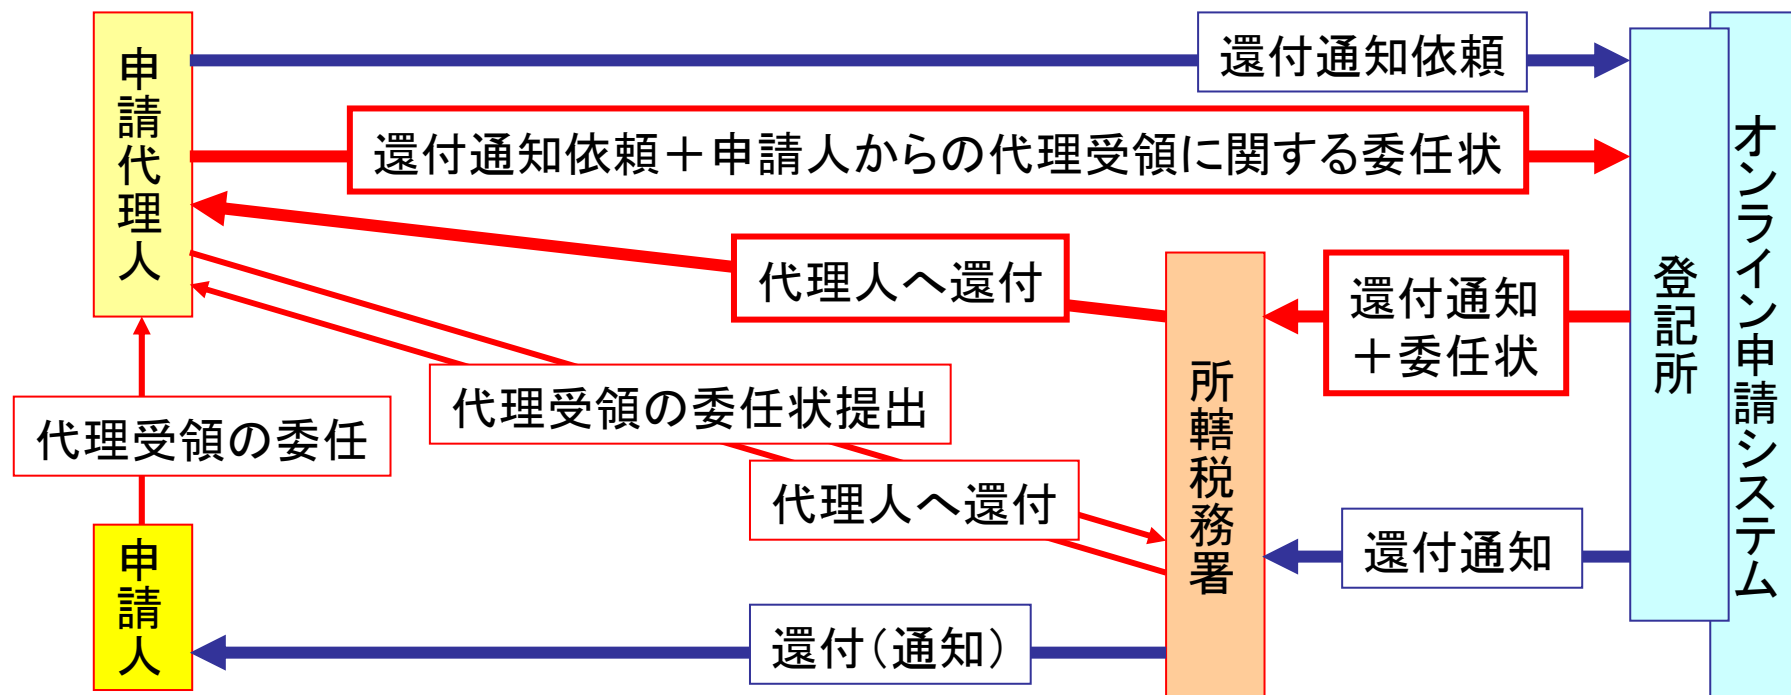 申請代理人
還付通知依頼
還付通知依頼＋申請人からの代理受領に関する委任状
オンライン申請システム
登記所
代理人へ還付
還付通知
＋委任状
所轄税務署
代理受領の委任状提出
代理受領の委任
代理人へ還付
還付通知
申請人
還付（通知）